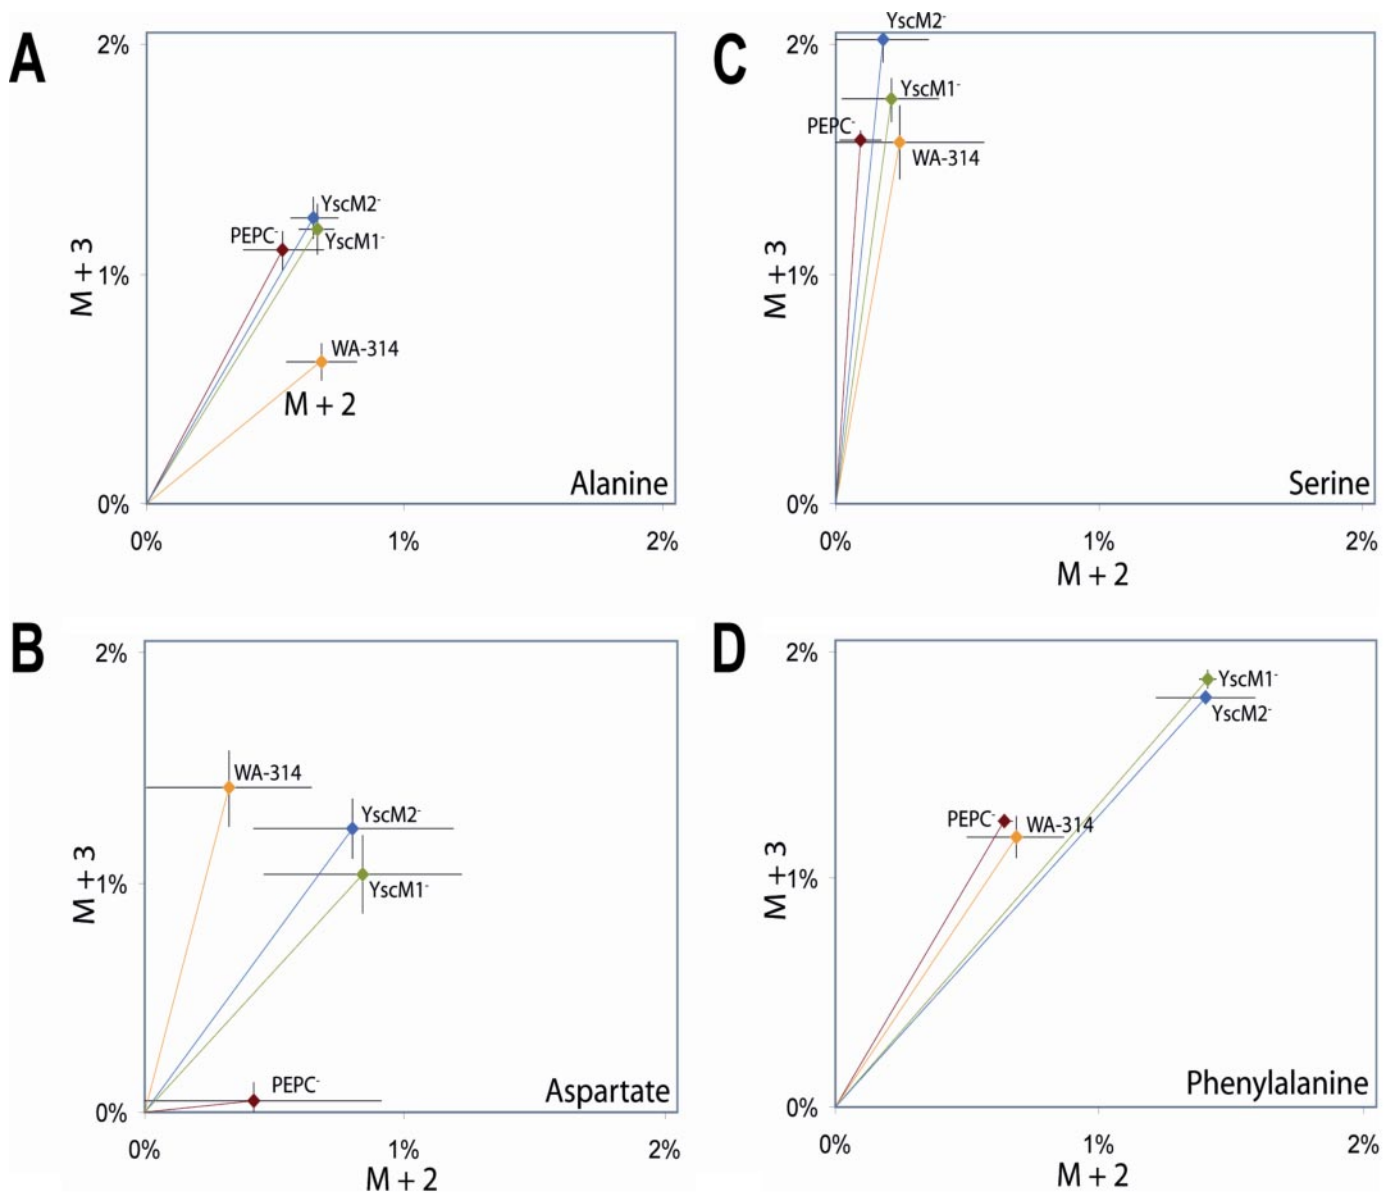 A
2%
YscM2-
PEPC-
YscM1-
M + 3
1%
WA-314
M + 2
Alanine
0%
0%
1%
2%
C
YscM2-
2%
YscM1-
PEPC-
WA-314
M + 3
1%
Serine
0%
0%
1%
2%
M + 2
B
2%
WA-314
YscM2-
M + 3
1%
YscM1-
PEPC-
Aspartate
0%
0%
1%
2%
M + 2
D
2%
YscM1-
YscM2-
PEPC-
WA-314
M + 3
1%
Phenylalanine
0%
0%
1%
2%
M + 2